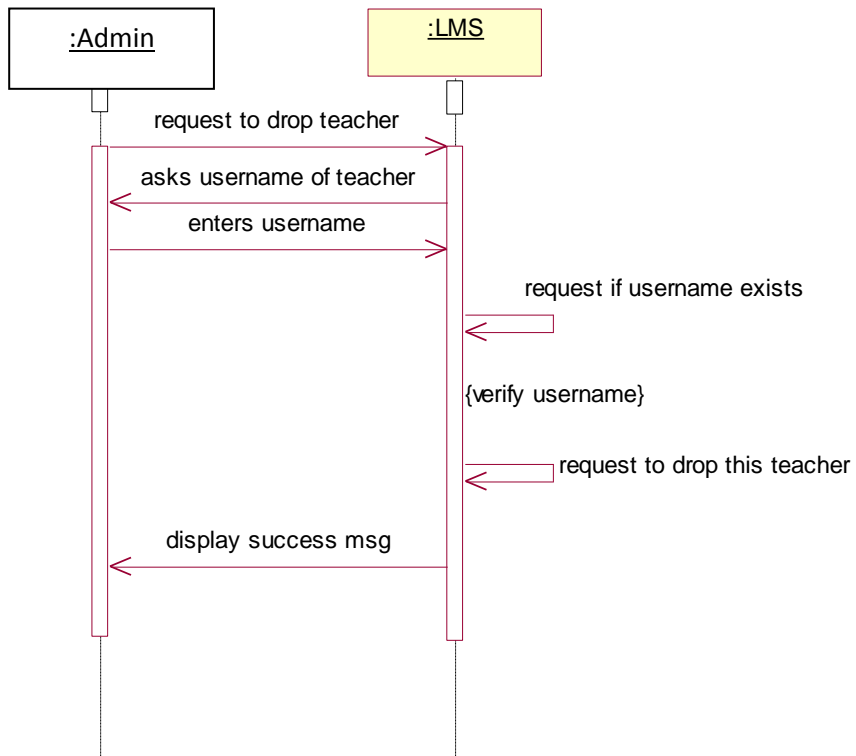 :Admin
:LMS
request to drop teacher
asks username of teacher
enters username
request if username exists
{verify username}
request to drop this teacher
display success msg